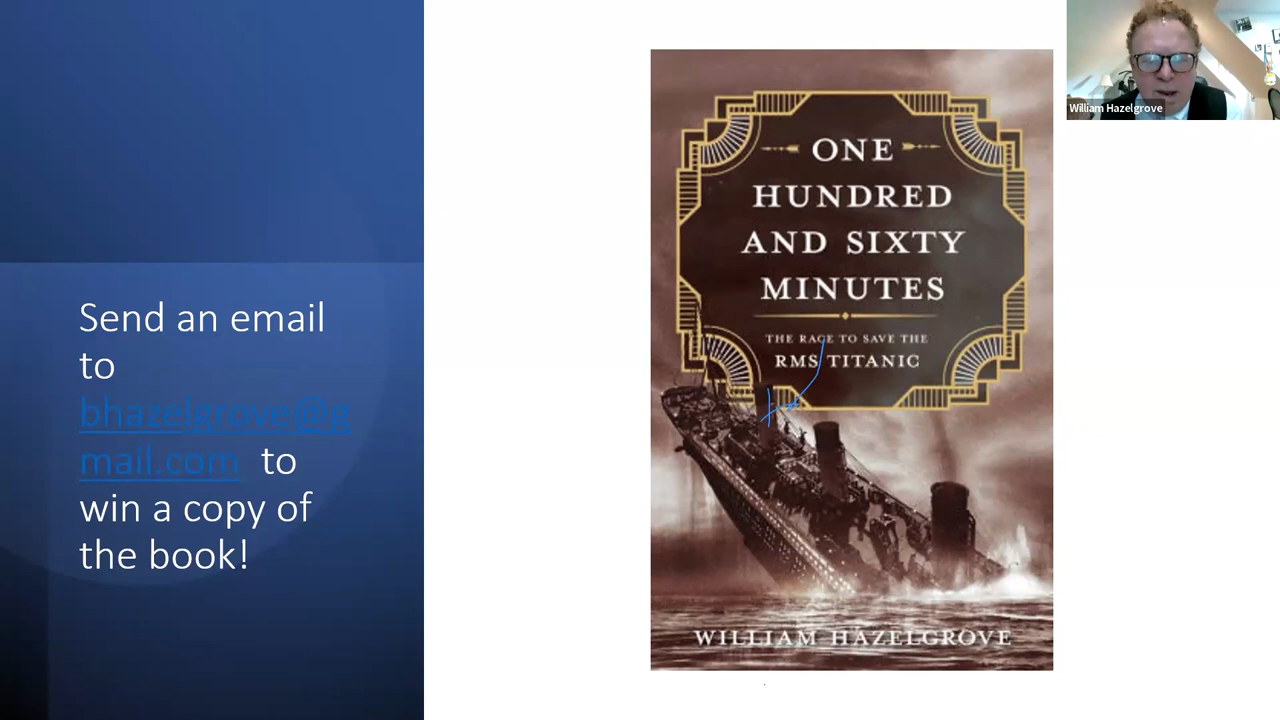 Send an email
to
bhazelgrove@g
mail.com to
win a copy of
the book!
ONE
HUNDRED
AND SIXTY
MINUTES
THE RACE TO SAVE THE
RMS TITANIC
WILLIAM HAZELGROVE
William Hazelgrove